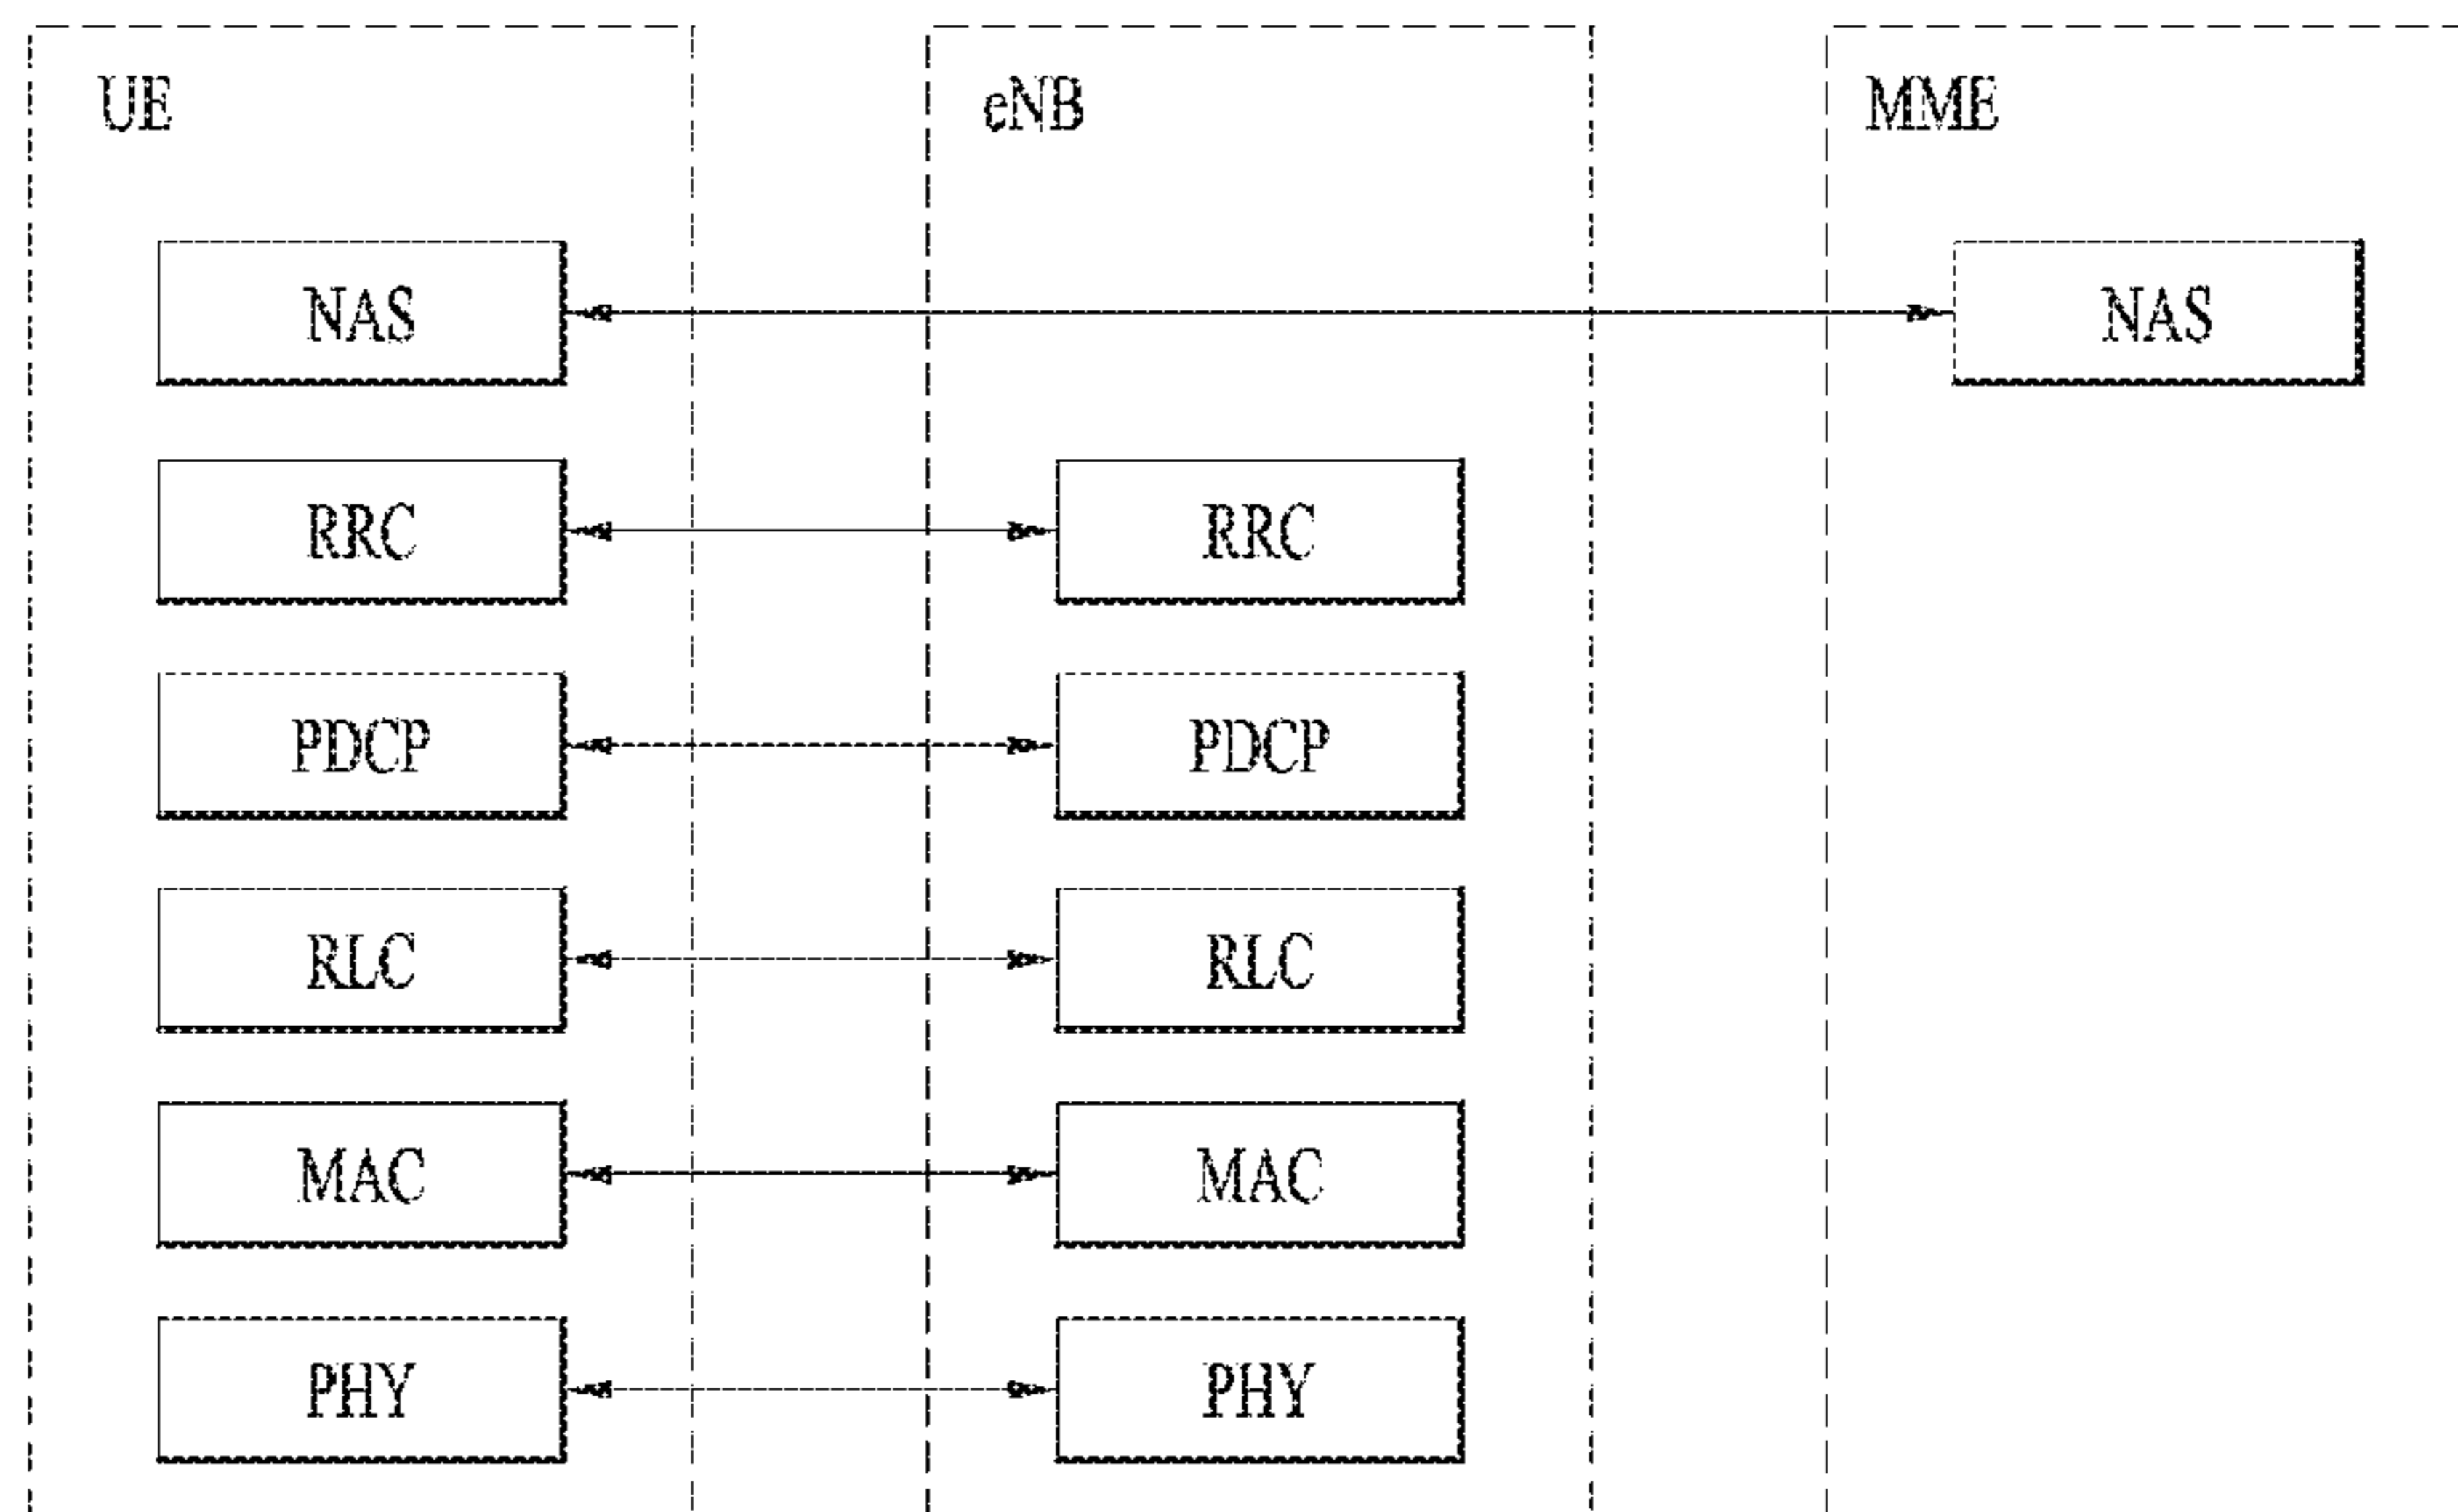 UE eNB MME
NAS NAS
RRC RRC
PDCP PDCP
RLC RLC
MAC MAC
PHY PHY